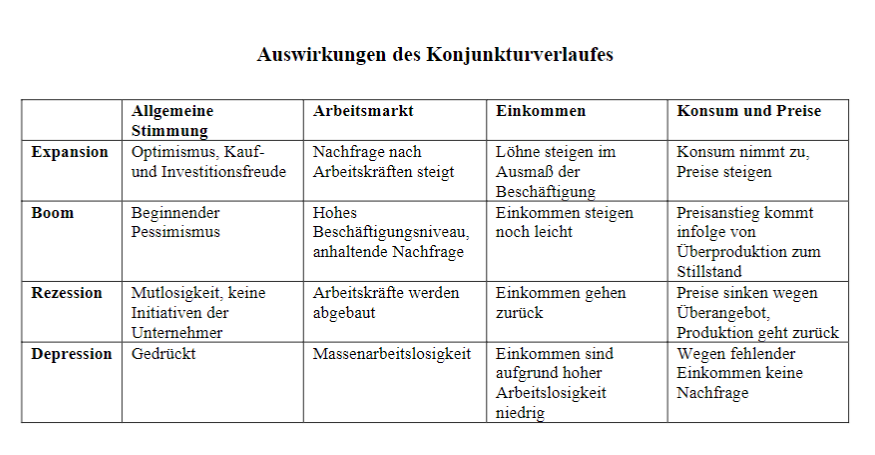 Auswirkungen des Konjunkturverlaufes
Allgemeine Stimmung
Arbeitsmarkt
Einkommen
Konsum und Preise
Expansion
Optimismus, Kauf-
und Investitionsfreude
Nachfrage nach
Arbeitskräften steigt
Löhne steigen im
Ausmaß der
Beschäftigung
Konsum nimmt zu,
Preise steigen
Boom
Beginnender
Pessimismus
Hohes
Beschäftigungsniveau,
anhaltende Nachfrage
Einkommen steigen
noch leicht
Preisanstieg kommt
infolge von
Überproduktion zum
Stillstand
Rezession
Mutlosigkeit, keine
Initiativen der
Unternehmer
Arbeitskräfte werden
abgebaut
Einkommen gehen
zurück
Preise sinken wegen
Überangebot,
Produktion geht zurück
Depression
Gedrückt
Massenarbeitslosigkeit
Einkommen sind
aufgrund hoher
Arbeitslosigkeit
niedrig
Wegen fehlender
Einkommen keine
Nachfrage